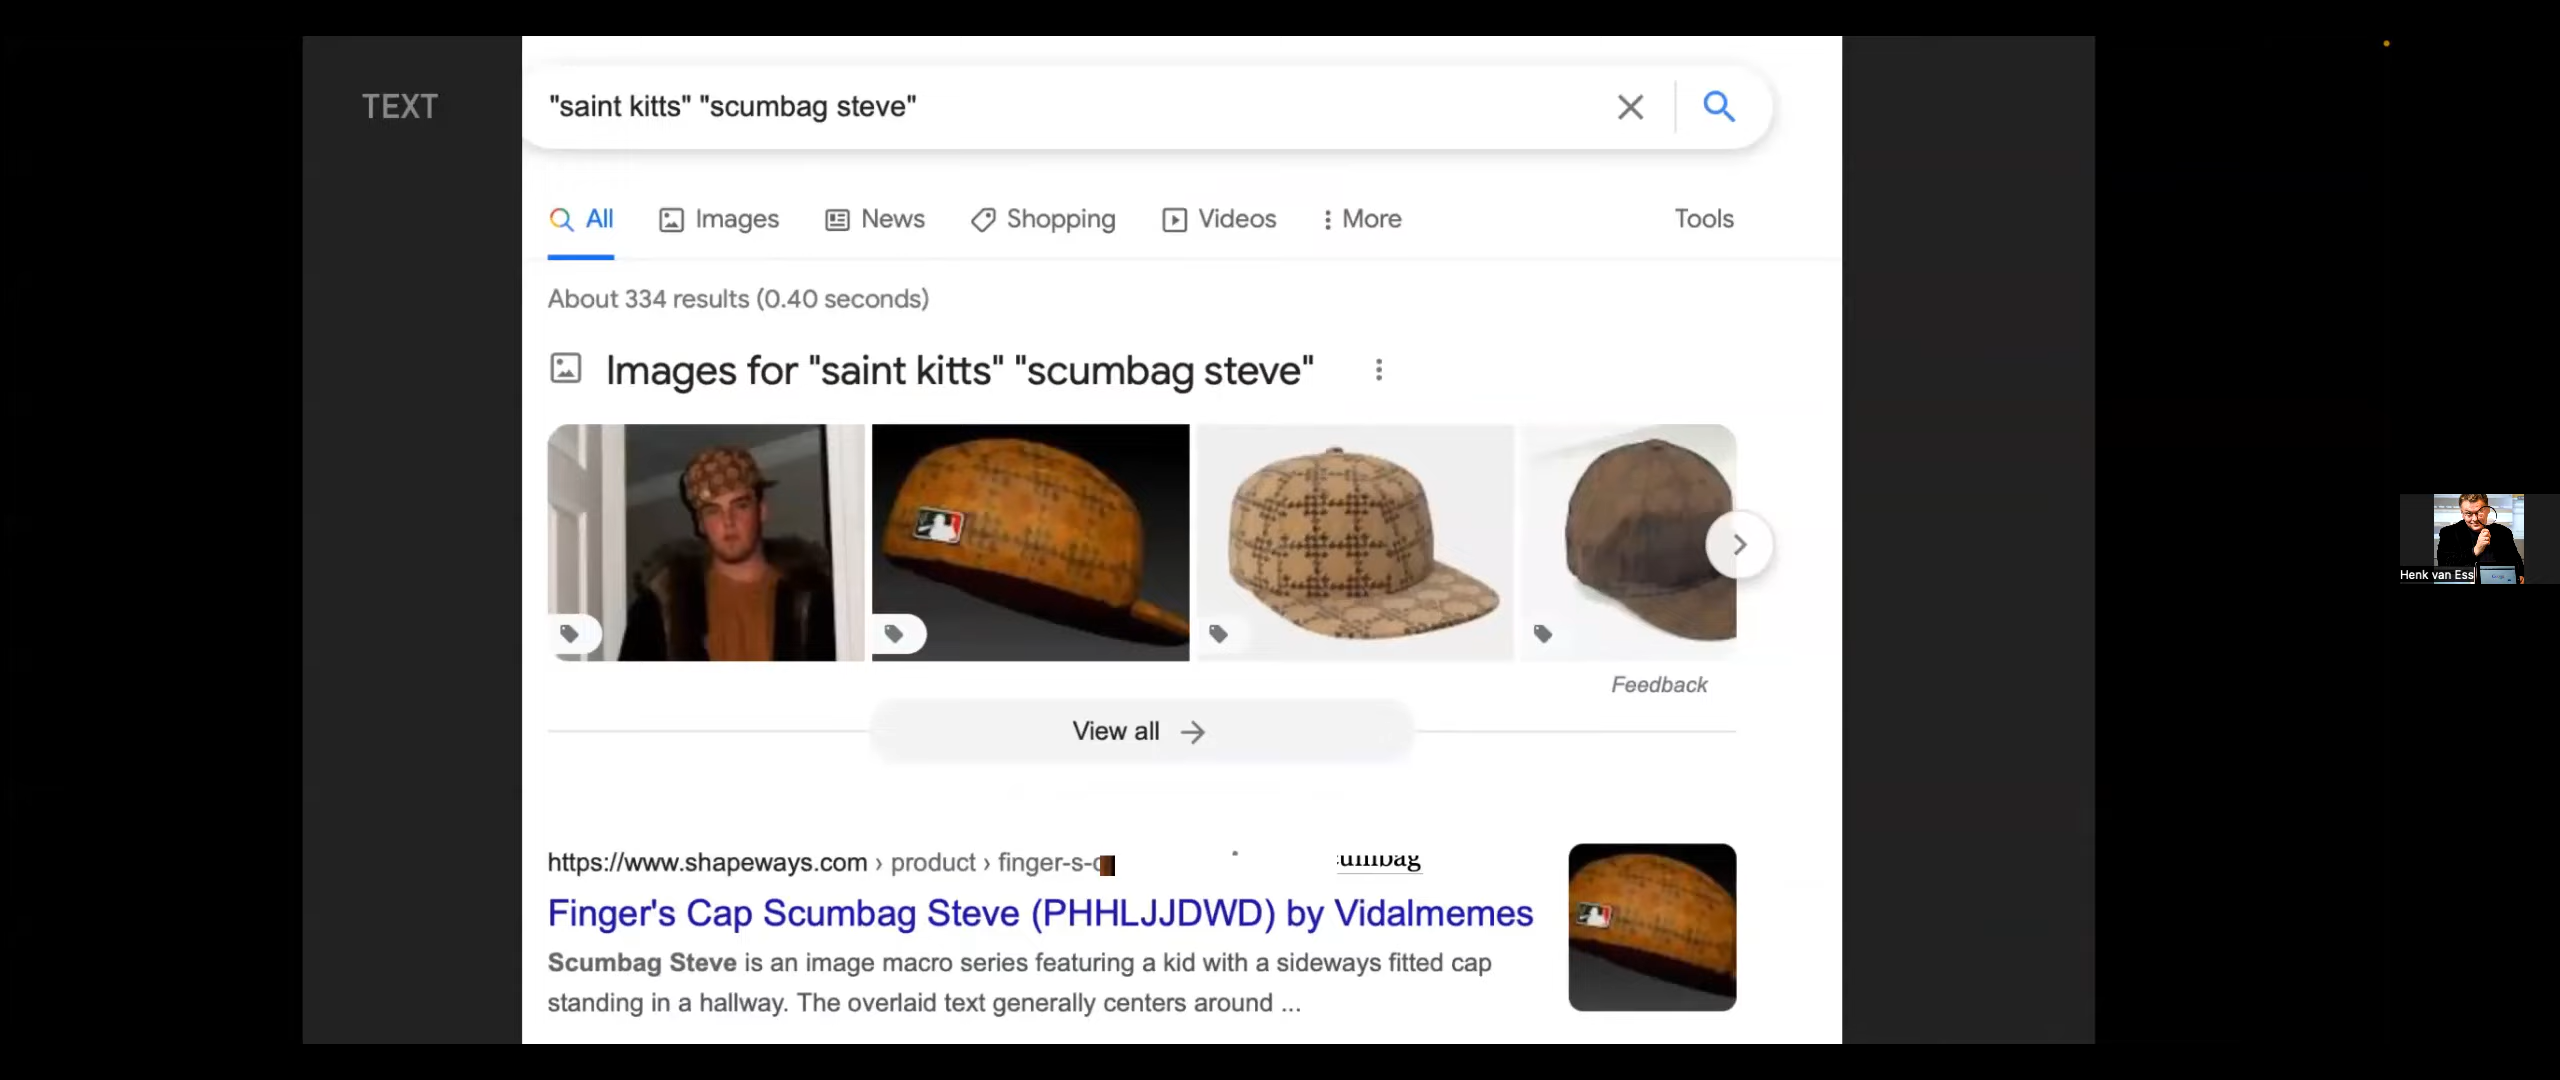 TEXT
"saint kitts" "scumbag steve"
All Images News Shopping Videos More Tools
About 334 results (0.40 seconds)
Images for "saint kitts" "scumbag steve"
Feedback
View all
https://www.shapeways.com › product › finger-s-c
Finger's Cap Scumbag Steve (PHHLJJDWD) by Vidalmemes
Scumbag Steve is an image macro series featuring a kid with a sideways fitted cap
standing in a hallway. The overlaid text generally centers around ...
Henk van Ess